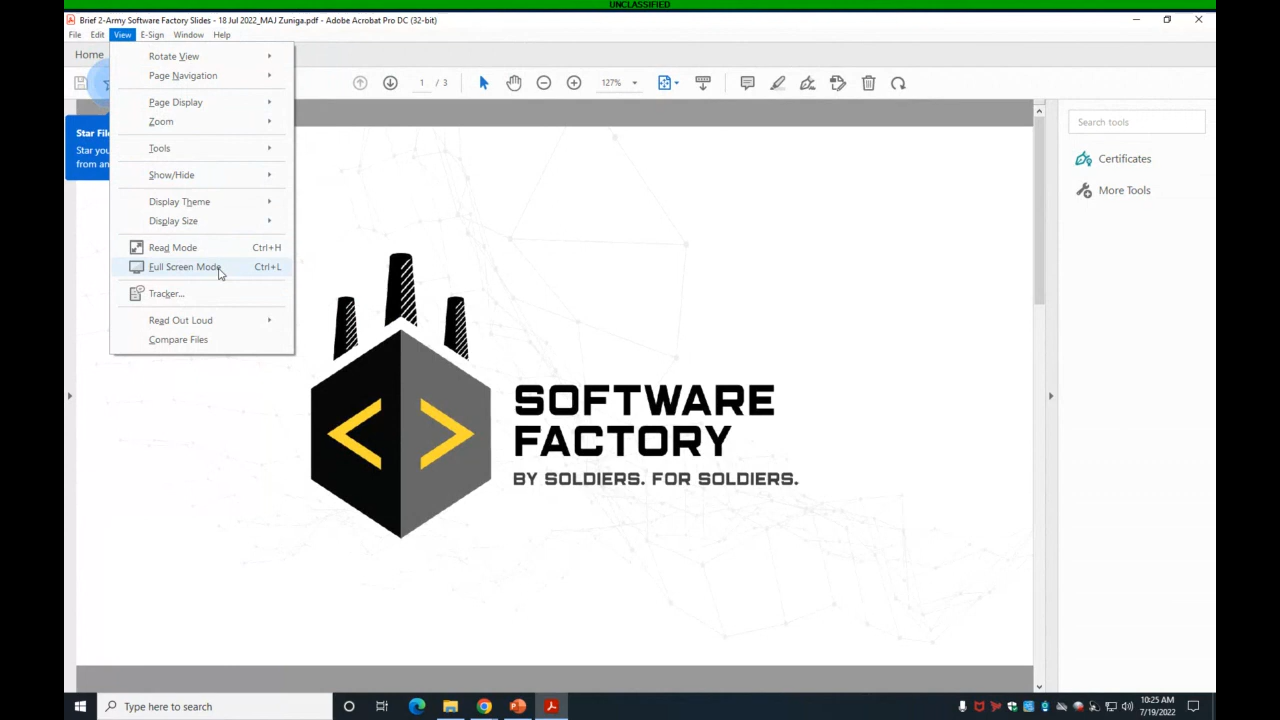 UNCLASSIFIED
Brief 2-Army Software Factory Slides - 18 Jul 2022_MAJ Zuniga.pdf - Adobe Acrobat Pro DC (32-bit)
File Edit View E-Sign Window Help
Home
1 / 3 127%
Rotate View
Page Navigation
Page Display
Zoom
Tools
Show/Hide
Display Theme
Display Size
Read Mode Ctrl+H
Full Screen Mode Ctrl+L
Tracker...
Read Out Loud
Compare Files
Star
Star
from
Search tools
Certificates
More Tools
SOFTWARE
FACTORY
BY SOLDIERS. FOR SOLDIERS.
Type here to search
10:25 AM
7/19/2022